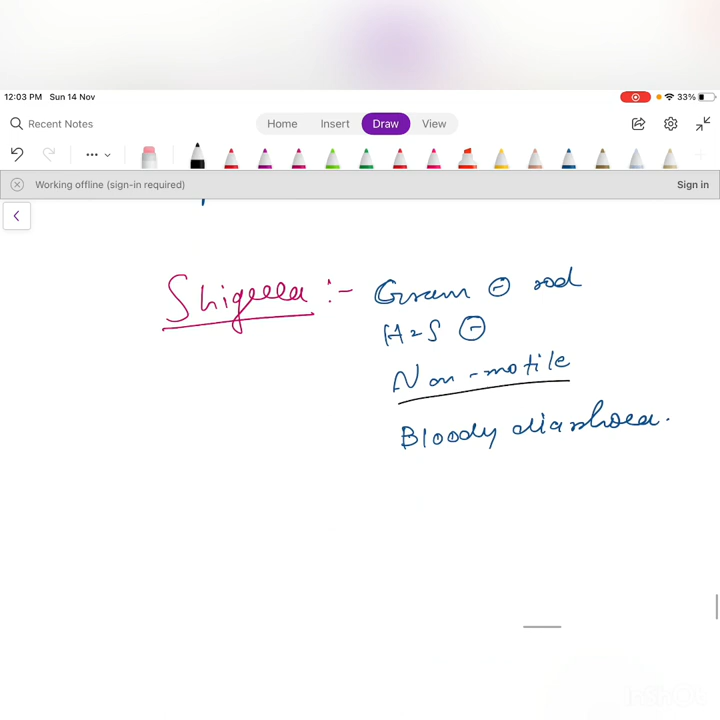 12:03 PM Sun 14 Nov
33%
Recent Notes
Home Insert Draw View
Working offline (sign-in required)
Sign in
Shigella :- Gram ⊖ rod
H2S ⊖
Non-motile
Bloody diarrhoea.